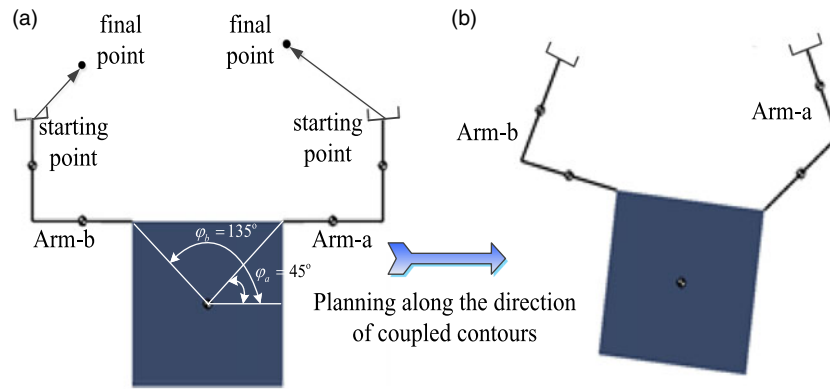 (a)
final
point
final
point
(b)
starting
point
starting
point
Arm-b
Arm-a
φb = 135°
φa = 45°
Arm-b
Arm-a
Planning along the direction
of coupled contours